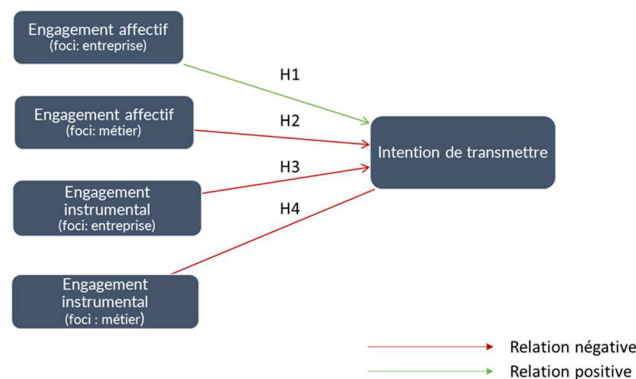 Engagement affectif
(foci: entreprise)
H1
Engagement affectif
(foci: métier)
H2
Intention de transmettre
H3
Engagement
instrumental
(foci: entreprise)
H4
Engagement
instrumental
(foci : métier)
Relation négative
Relation positive